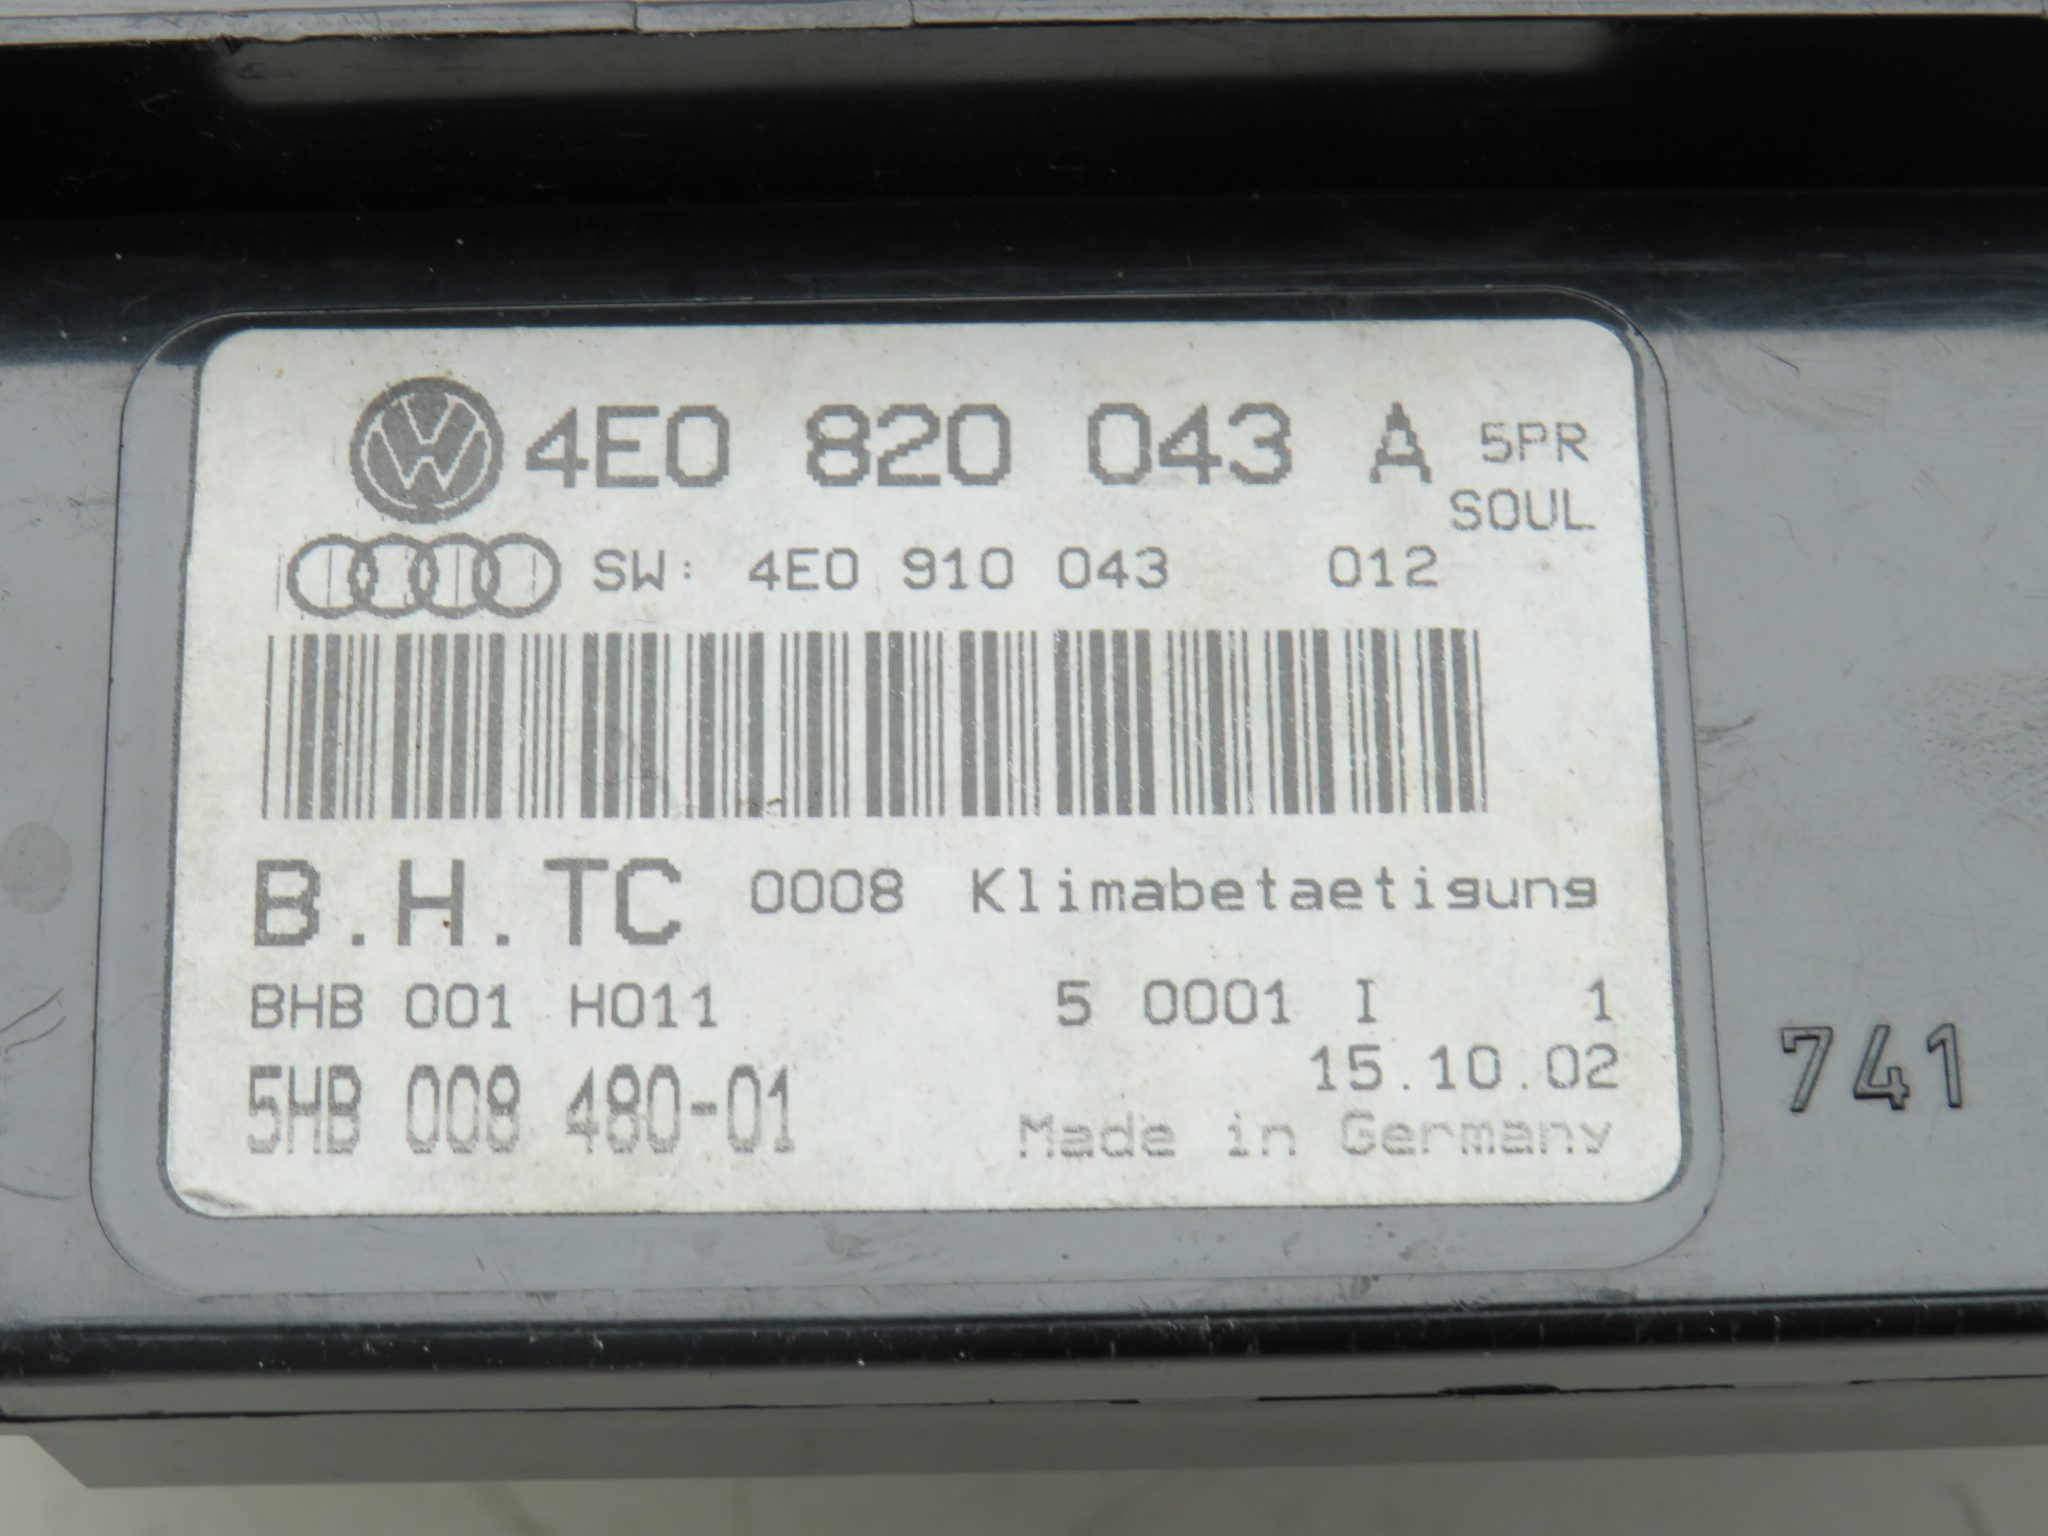 4E0 820 043 A 5PR
SOUL
SW: 4E0 910 043 012
B.H.TC 0008 Klimabetaetigung
BHB 001 H011 5 0001 I 1
15.10.02
5HB 008 480-01
Made in Germany
741